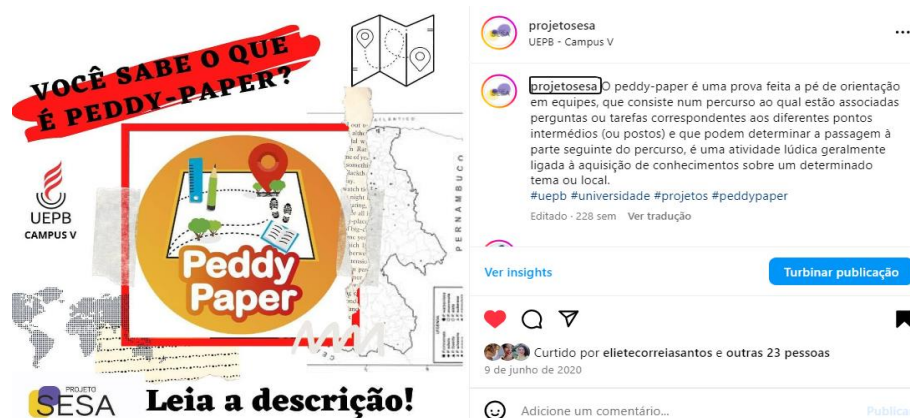 VOCÊ SABE O QUE
É PEDDY-PAPER?
UEPB
CAMPUS V
Peddy
Paper
PERNAMBUCO
PROJETO
SESA
Leia a descrição!
projetosesa
UEPB - Campus V
projetosesa O peddy-paper é uma prova feita a pé de orientação
em equipes, que consiste num percurso ao qual estão associadas
perguntas ou tarefas correspondentes aos diferentes pontos
intermédios (ou postos) e que podem determinar a passagem à
parte seguinte do percurso, é uma atividade lúdica geralmente
ligada à aquisição de conhecimentos sobre um determinado
tema ou local.
#uepb #universidade #projetos #peddypaper
Editado · 228 sem Ver tradução
Ver insights
Turbinar publicação
Curtido por elietecorreiasantos e outras 23 pessoas
9 de junho de 2020
Adicione um comentário...
Publica